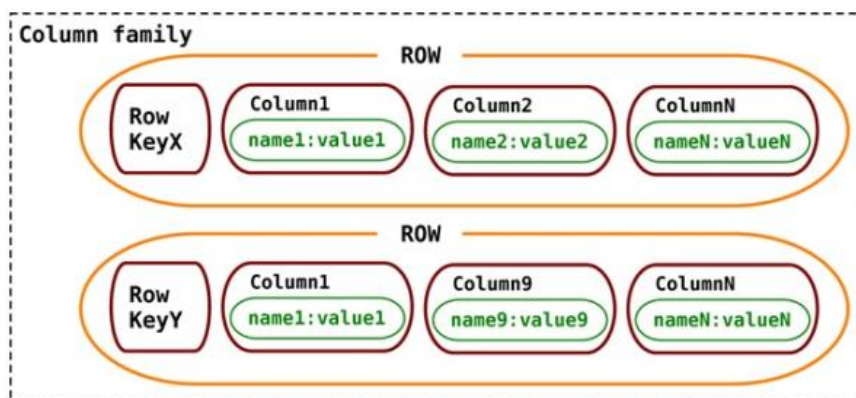 Column family
ROW
Row
KeyX
Column1
name1:value1
Column2
name2:value2
ColumnN
nameN:valueN
ROW
Row
KeyY
Column1
name1:value1
Column9
name9:value9
ColumnN
nameN:valueN